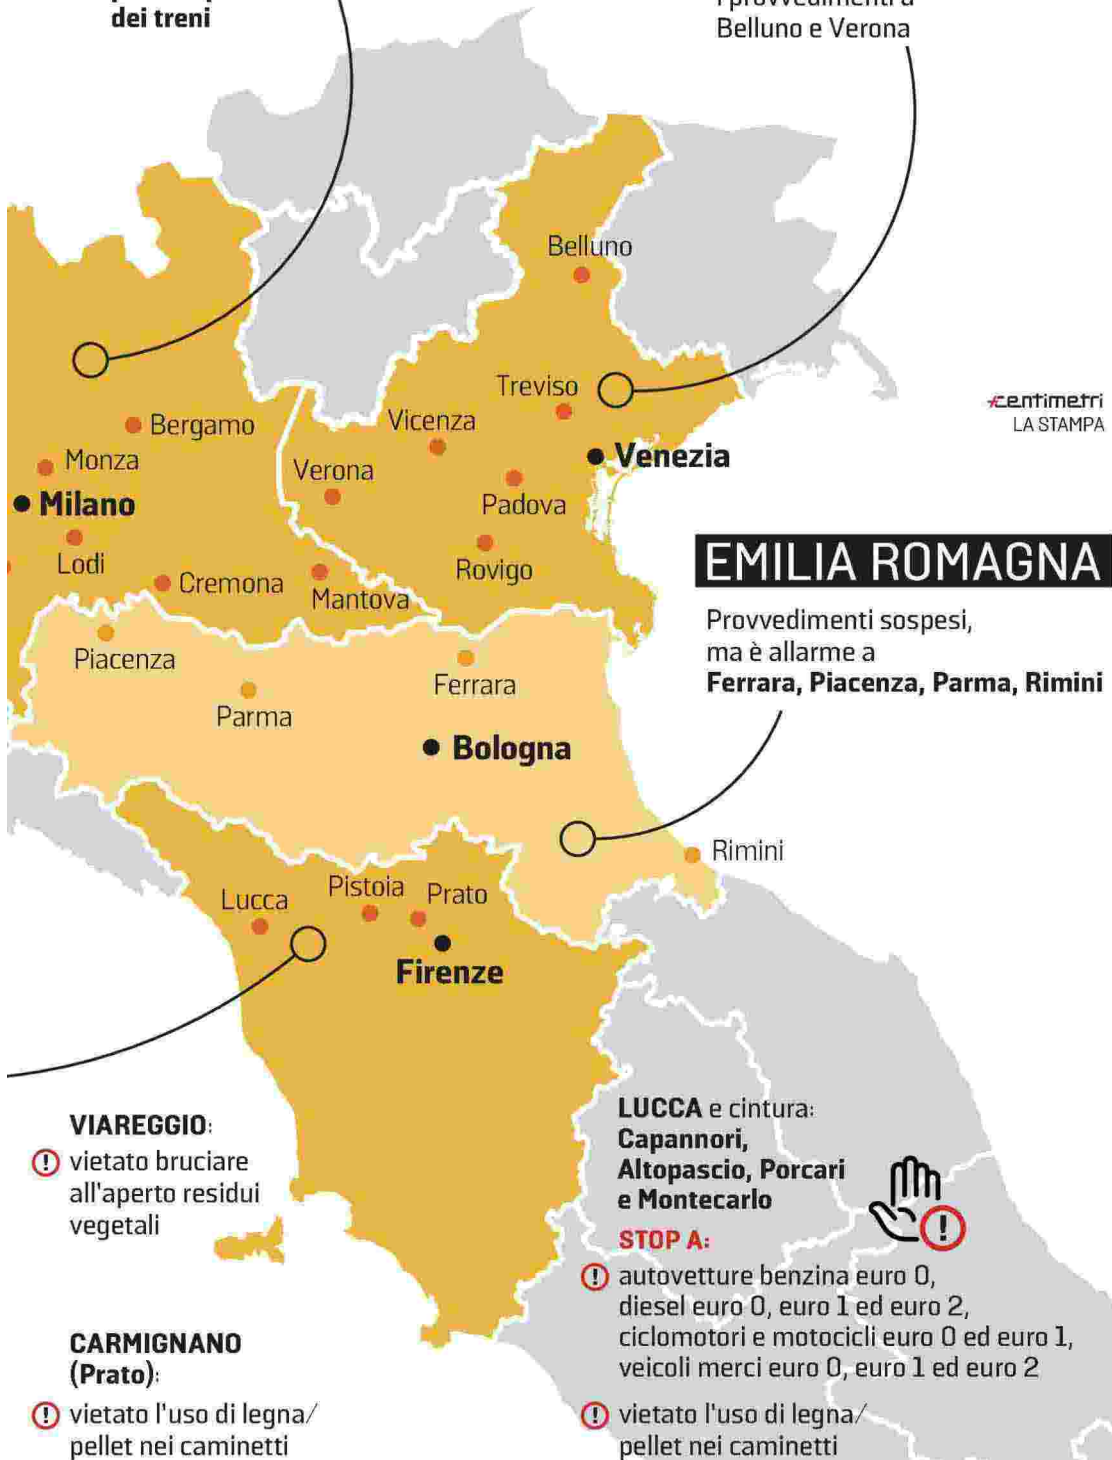 dei treni
Belluno e Verona
Belluno
Treviso
Vicenza
Bergamo
Monza
Verona
Venezia
Milano
Padova
Lodi
Rovigo
Cremona
Mantova
centimetri
LA STAMPA
EMILIA ROMAGNA
Provvedimenti sospesi,
ma è allarme a
Ferrara, Piacenza, Parma, Rimini
Piacenza
Ferrara
Parma
Bologna
Rimini
Pistoia
Prato
Lucca
Firenze
VIAREGGIO:
vietato bruciare
all'aperto residui
vegetali
CARMIGNANO
(Prato):
vietato l'uso di legna/
pellet nei caminetti
LUCCA e cintura:
Capannori,
Altopascio, Porcari
e Montecarlo
STOP A:
autovetture benzina euro 0,
diesel euro 0, euro 1 ed euro 2,
ciclomotori e motocicli euro 0 ed euro 1,
veicoli merci euro 0, euro 1 ed euro 2
vietato l'uso di legna/
pellet nei caminetti